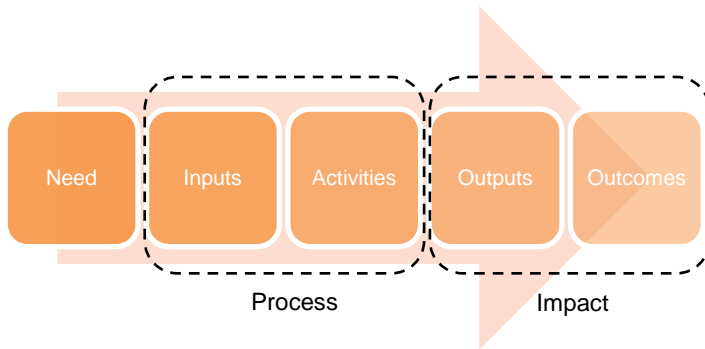 Need
Inputs
Activities
Outputs
Outcomes
Process
Impact